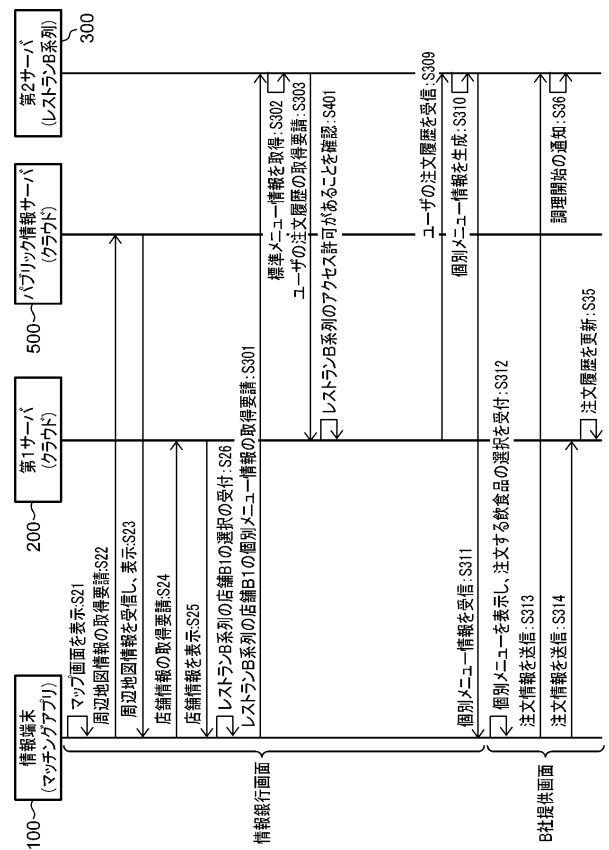 100
情報端末
(マッチングアプリ)
200
第1サーバ
(クラウド)
500
パブリック情報サーバ
(クラウド)
300
第2サーバ
(レストランB系列)
マップ画面を表示:S21
周辺地図情報の取得要請:S22
周辺地図情報を受信し、表示:S23
店舗情報の取得要請:S24
店舗情報を表示:S25
レストランB系列の店舗B1の選択の受付:S26
レストランB系列の店舗B1の個別メニュー情報の取得要請:S301
標準メニュー情報を取得:S302
ユーザの注文履歴の取得要請:S303
レストランB系列のアクセス許可があることを確認:S401
ユーザの注文履歴を受信:S309
個別メニュー情報を生成:S310
個別メニュー情報を受信:S311
個別メニューを表示し、注文する飲食品の選択を受付:S312
注文情報を送信:S313
調理開始の通知:S36
注文情報を送信:S314
注文履歴を更新:S35
情報銀行画面
B社提供画面